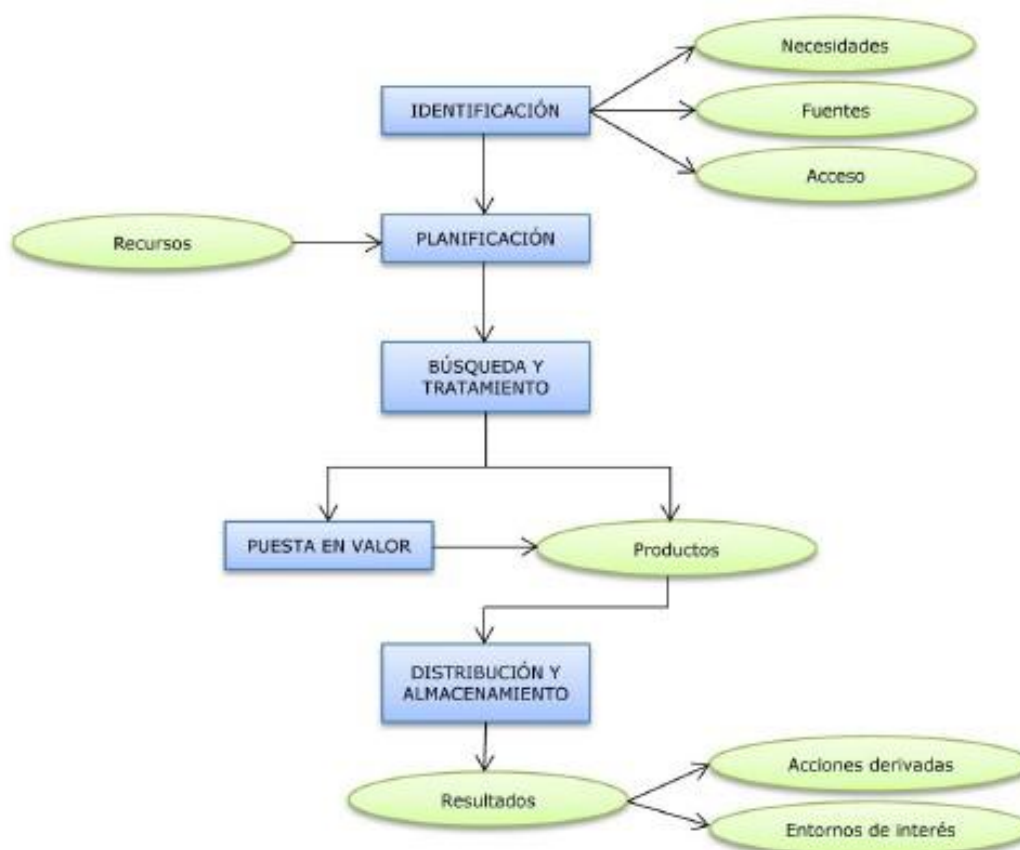 Necesidades
IDENTIFICACIÓN
Fuentes
Acceso
Recursos
PLANIFICACIÓN
BÚSQUEDA Y
TRATAMIENTO
PUESTA EN VALOR
Productos
DISTRIBUCIÓN Y
ALMACENAMIENTO
Acciones derivadas
Resultados
Entornos de interés